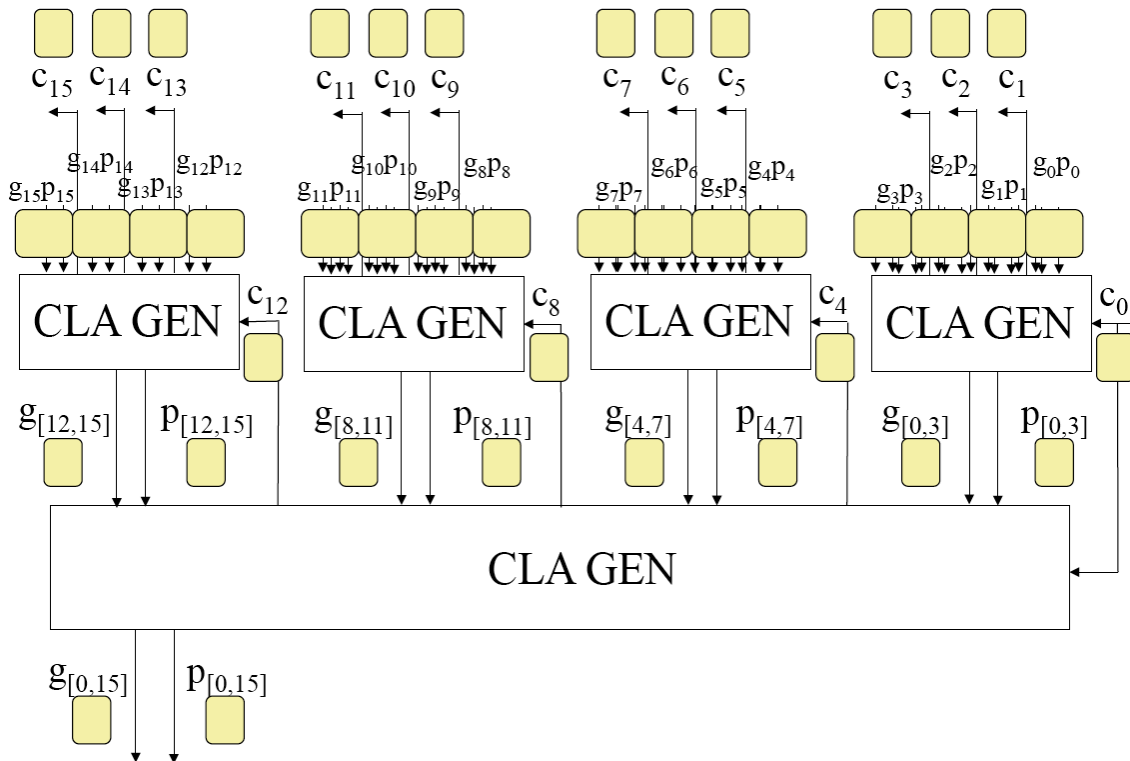 c15 c14 c13 c11 c10 c9 c7 c6 c5 c3 c2 c1
g14p14 g12p12 g10p10 g8p8 g6p6 g4p4 g2p2 g0p0
g15p15 g13p13 g11p11 g9p9 g7p7 g5p5 g3p3 g1p1
CLA GEN c12 CLA GEN c8 CLA GEN c4 CLA GEN c0
g[12,15] p[12,15] g[8,11] p[8,11] g[4,7] p[4,7] g[0,3] p[0,3]
CLA GEN
g[0,15] p[0,15]